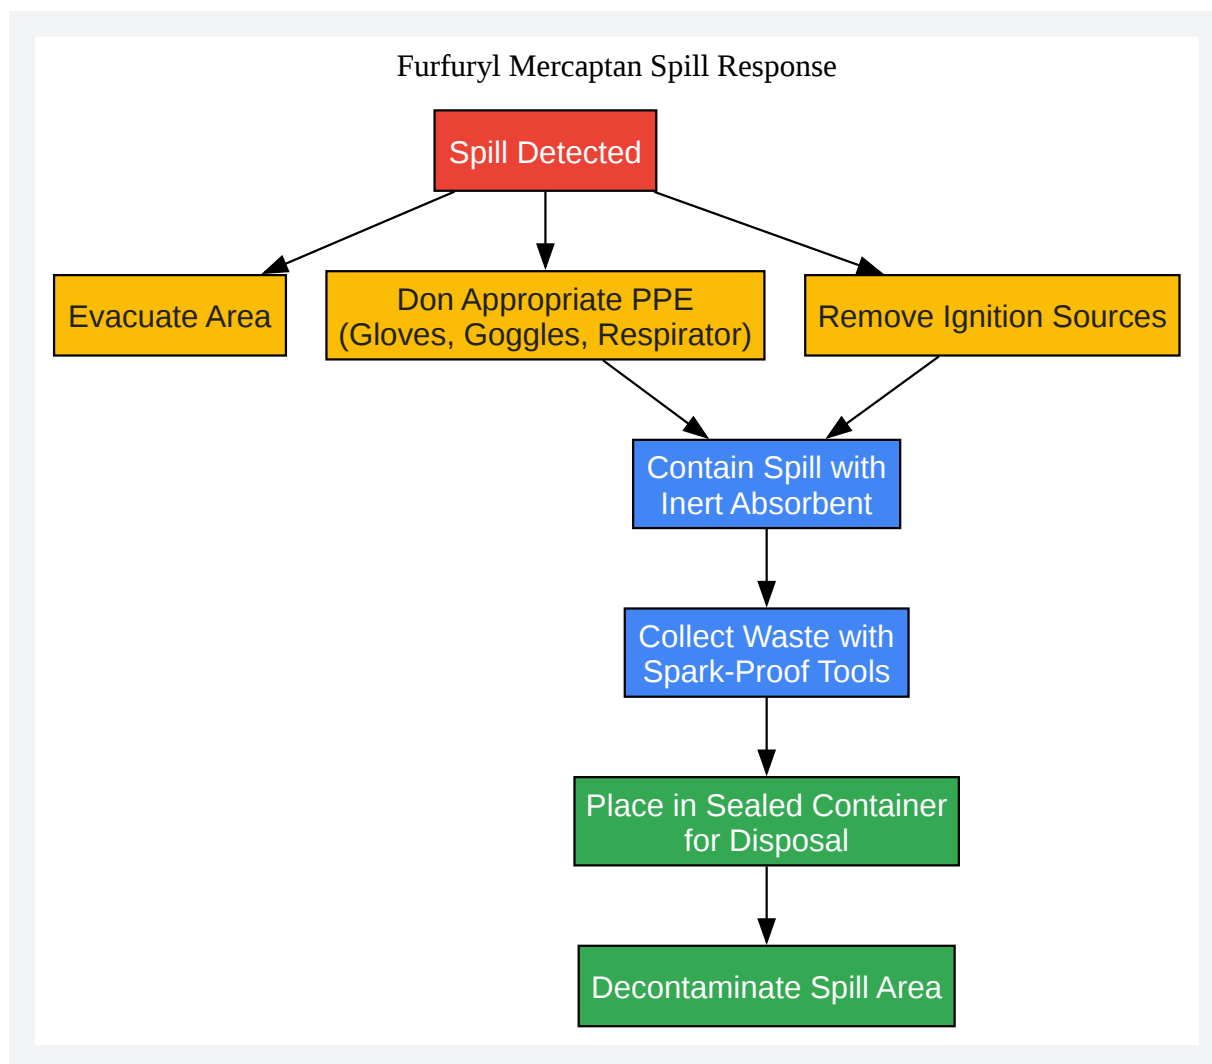 Furfuryl Mercaptan Spill Response
Spill Detected
Evacuate Area
Don Appropriate PPE
(Gloves, Goggles, Respirator)
Remove Ignition Sources
Contain Spill with
Inert Absorbent
Collect Waste with
Spark-Proof Tools
Place in Sealed Container
for Disposal
Decontaminate Spill Area